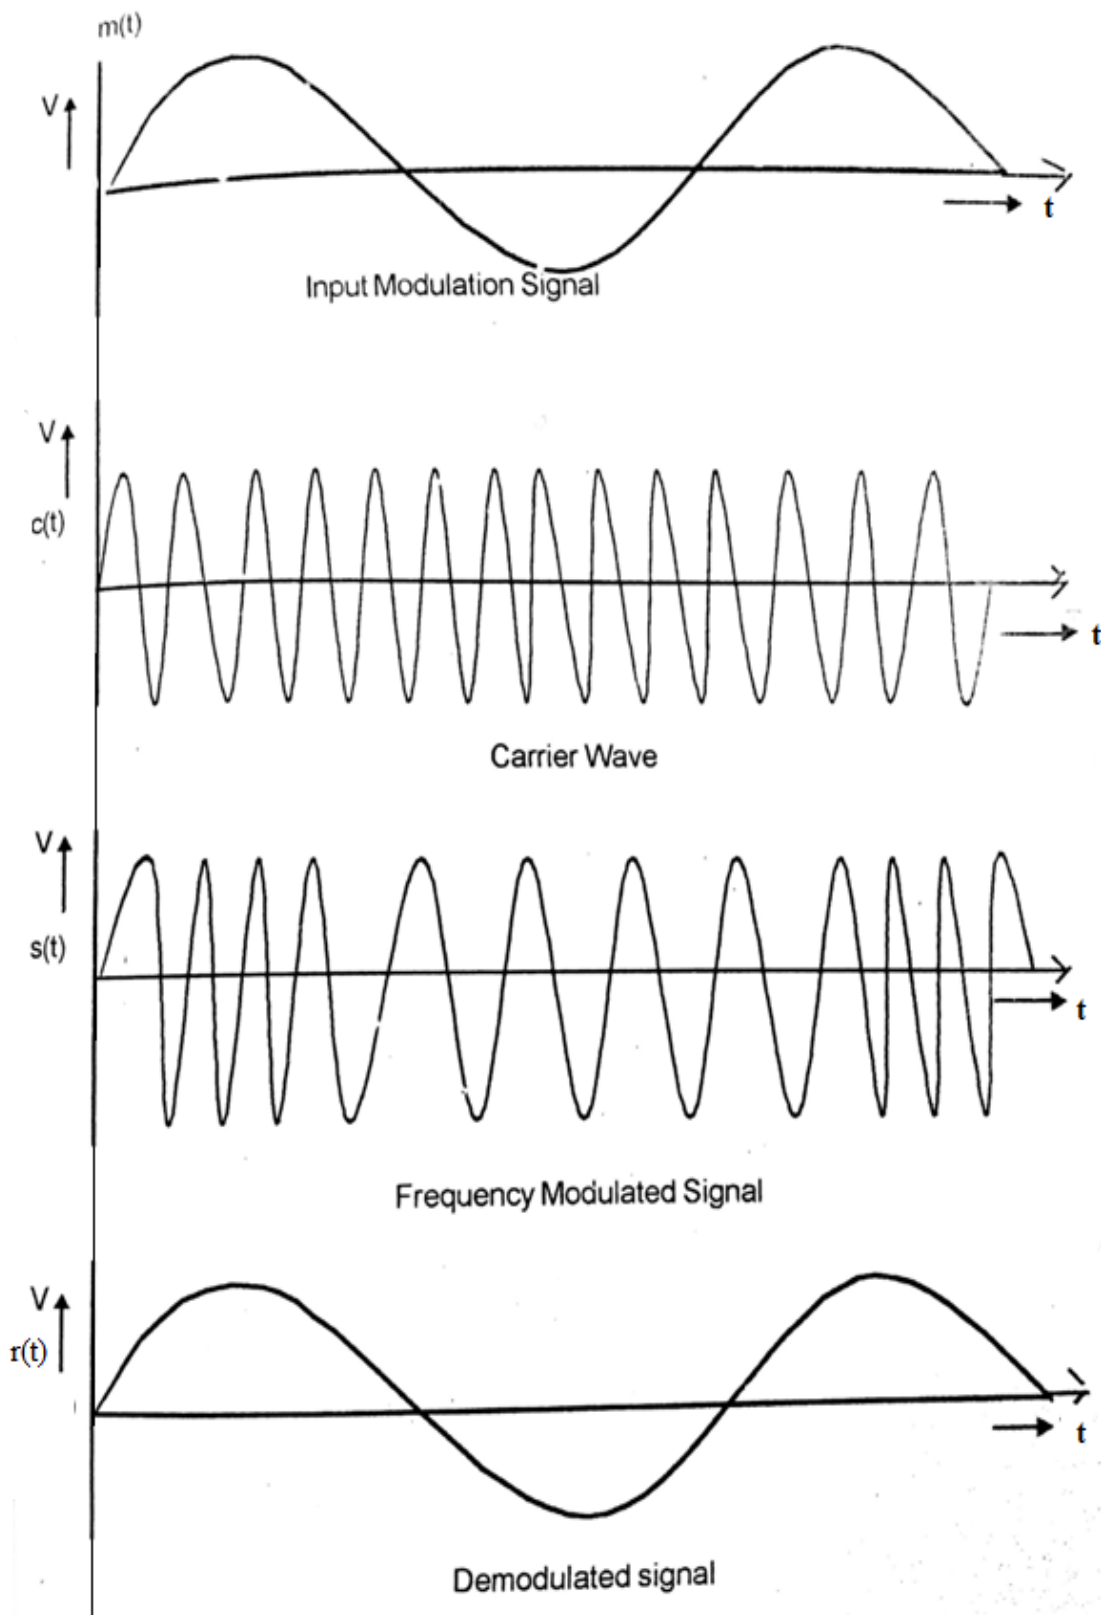 m(t)
V
t
Input Modulation Signal
V
c(t)
t
Carrier Wave
V
s(t)
t
Frequency Modulated Signal
V
r(t)
t
Demodulated signal